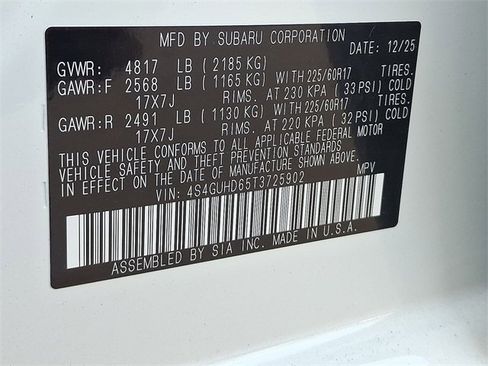 MFD BY SUBARU CORPORATION
DATE: 12/25
GVWR: 4817 LB (2185 KG)
GAWR:F 2568 LB (1165 KG) WITH 225/60R17 TIRES.
17X7J RIMS. AT 230 KPA ( 33 PSI) COLD
GAWR:R 2491 LB (1130 KG) WITH 225/60R17 TIRES.
17X7J RIMS. AT 220 KPA ( 32 PSI) COLD
THIS VEHICLE CONFORMS TO ALL APPLICABLE FEDERAL MOTOR
VEHICLE SAFETY AND THEFT PREVENTION STANDARDS
IN EFFECT ON THE DATE OF MANUFACTURE SHOWN ABOVE.
VIN: 4S4GUHD65T3725902 MPV
ASSEMBLED BY SIA INC. MADE IN U.S.A.